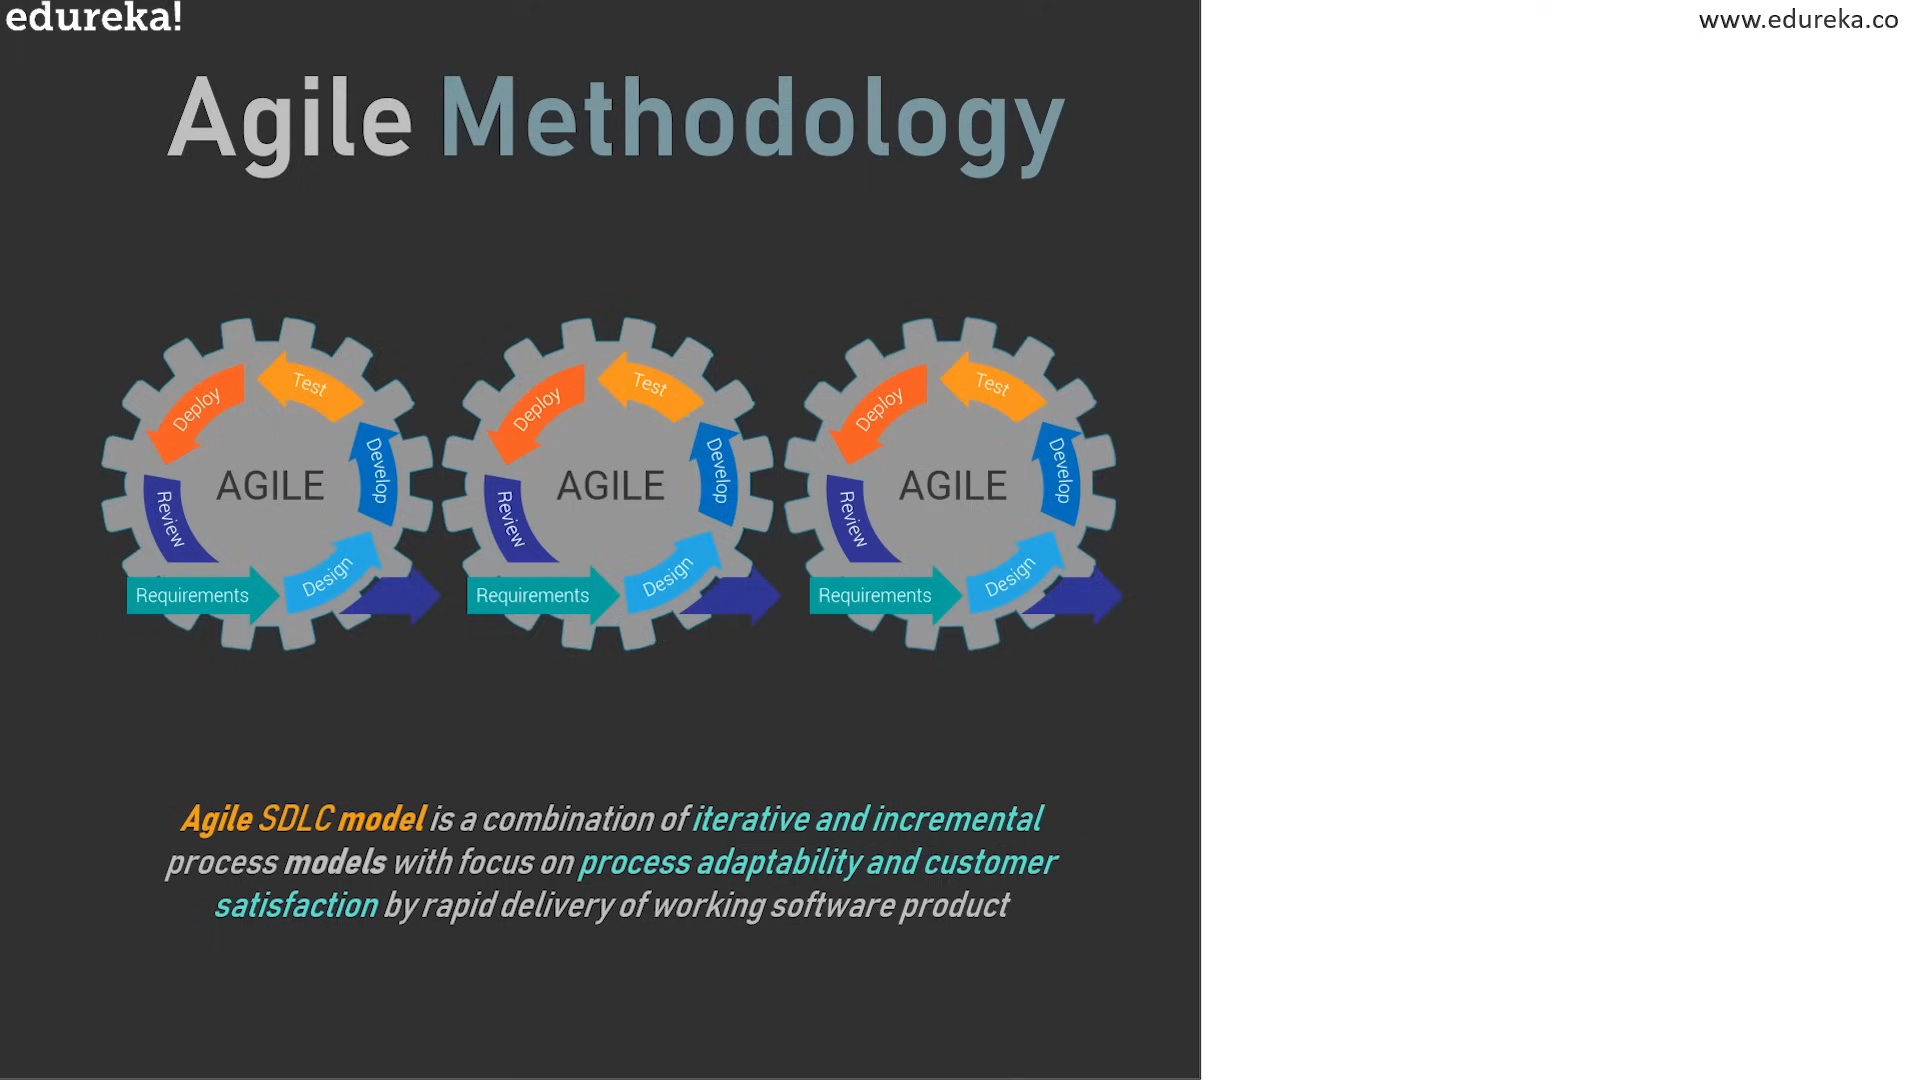 edureka!
www.edureka.co
Agile Methodology
Test
Deploy
Develop
AGILE
Review
Design
Requirements
Test
Deploy
Develop
AGILE
Review
Design
Requirements
Test
Deploy
Develop
AGILE
Review
Design
Requirements
Agile SDLC model is a combination of iterative and incremental
process models with focus on process adaptability and customer
satisfaction by rapid delivery of working software product